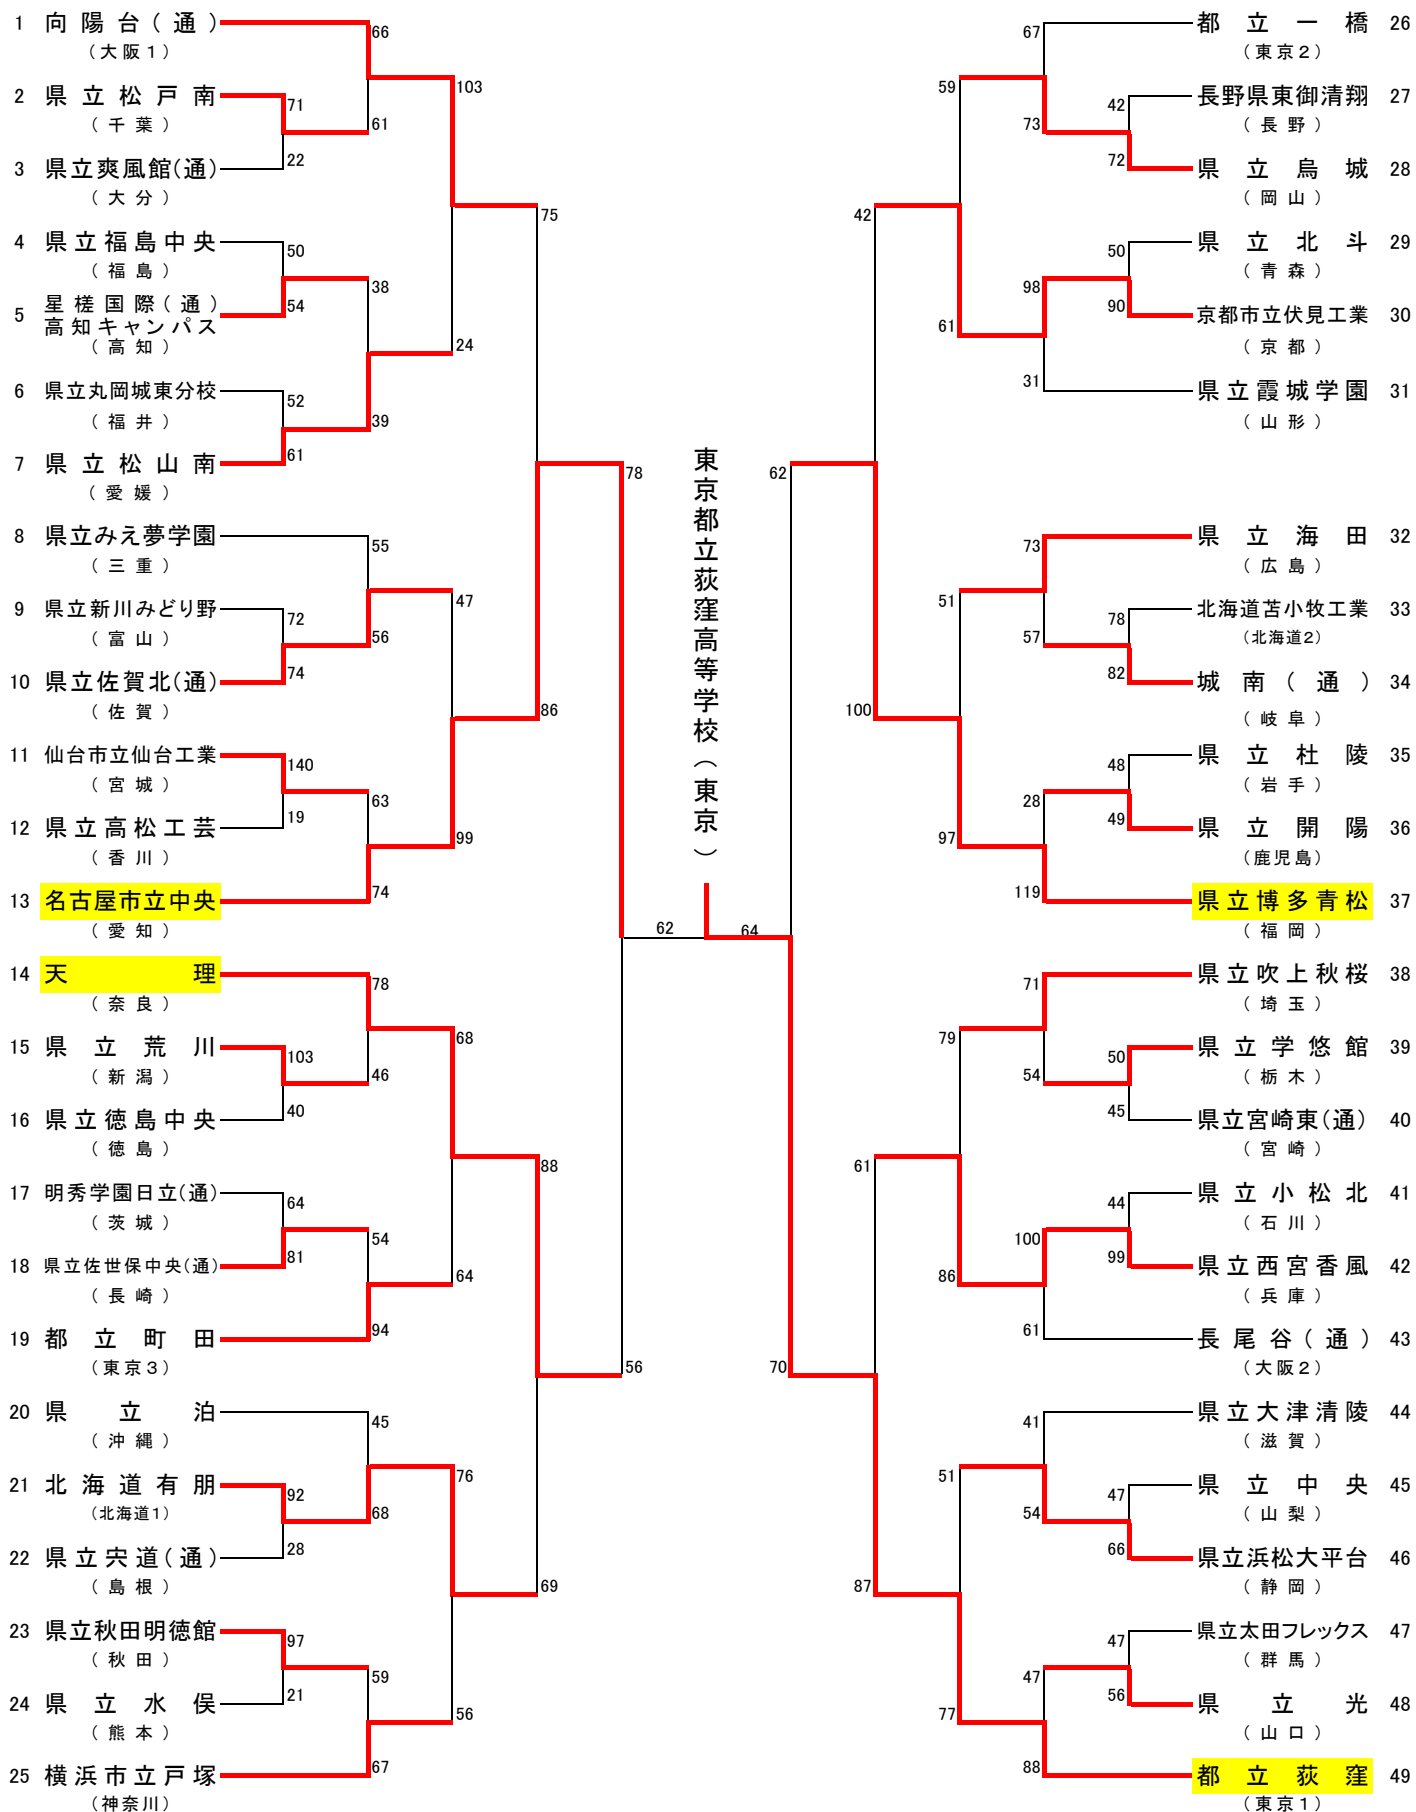 1 向陽台(通)
(大阪1)
2 県立松戸南
(千葉)
3 県立爽風館(通)
(大分)
4 県立福島中央
(福島)
5 星槎国際(通)
高知キャンパス
(高知)
6 県立丸岡城東分校
(福井)
7 県立松山南
(愛媛)
8 県立みえ夢学園
(三重)
9 県立新川みどり野
(富山)
10 県立佐賀北(通)
(佐賀)
11 仙台市立仙台工業
(宮城)
12 県立高松工芸
(香川)
13 名古屋市立中央
(愛知)
14 天理
(奈良)
15 県立荒川
(新潟)
16 県立徳島中央
(徳島)
17 明秀学園日立(通)
(茨城)
18 県立佐世保中央(通)
(長崎)
19 都立町田
(東京3)
20 県立泊
(沖縄)
21 北海道有朋
(北海道1)
22 県立宍道(通)
(島根)
23 県立秋田明徳館
(秋田)
24 県立水俣
(熊本)
25 横浜市立戸塚
(神奈川)
66
61
71
22
103
24
50
54
38
39
52
61
75
86
55
56
72
74
47
99
140
19
63
74
78
56
78
46
103
40
68
64
64
81
54
94
88
69
45
68
92
28
76
56
97
21
59
67
62
64
東京都立荻窪高等学校(東京)
62
70
42
100
59
61
67
73
42
72
50
90
98
31
51
97
73
57
78
82
48
49
28
119
61
87
79
86
71
54
50
45
44
99
100
61
51
77
41
54
47
66
47
56
47
88
都立一橋 26
(東京2)
長野県東御清翔 27
(長野)
県立烏城 28
(岡山)
県立北斗 29
(青森)
京都市立伏見工業 30
(京都)
県立霞城学園 31
(山形)
県立海田 32
(広島)
北海道苫小牧工業 33
(北海道2)
城南(通) 34
(岐阜)
県立杜陵 35
(岩手)
県立開陽 36
(鹿児島)
県立博多青松 37
(福岡)
県立吹上秋桜 38
(埼玉)
県立学悠館 39
(栃木)
県立宮崎東(通) 40
(宮崎)
県立小松北 41
(石川)
県立西宮香風 42
(兵庫)
長尾谷(通) 43
(大阪2)
県立大津清陵 44
(滋賀)
県立中央 45
(山梨)
県立浜松大平台 46
(静岡)
県立太田フレックス 47
(群馬)
県立光 48
(山口)
都立荻窪 49
(東京1)